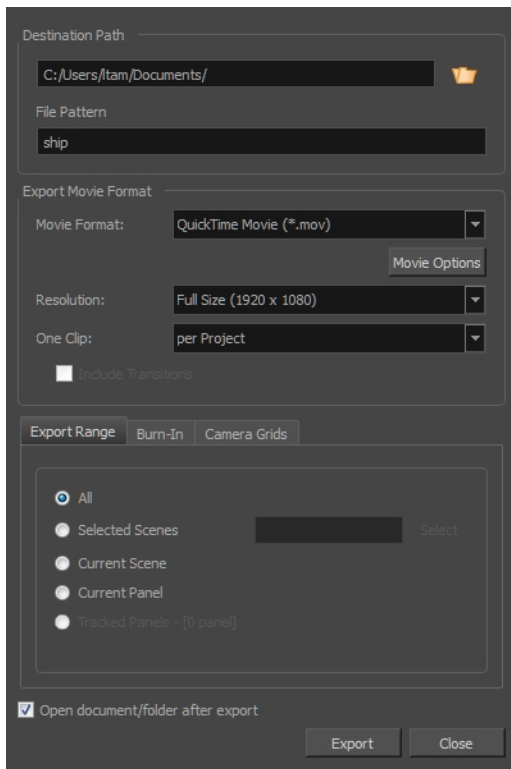 Destination Path
C:/Users/ltam/Documents/
File Pattern
ship
Export Movie Format
Movie Format: QuickTime Movie (*.mov)
Movie Options
Resolution: Full Size (1920 x 1080)
One Clip: per Project
Include Transitions
Export Range Burn-In Camera Grids
All
Selected Scenes Select
Current Scene
Current Panel
Tracked Panels - [0 panel]
Open document/folder after export
Export Close